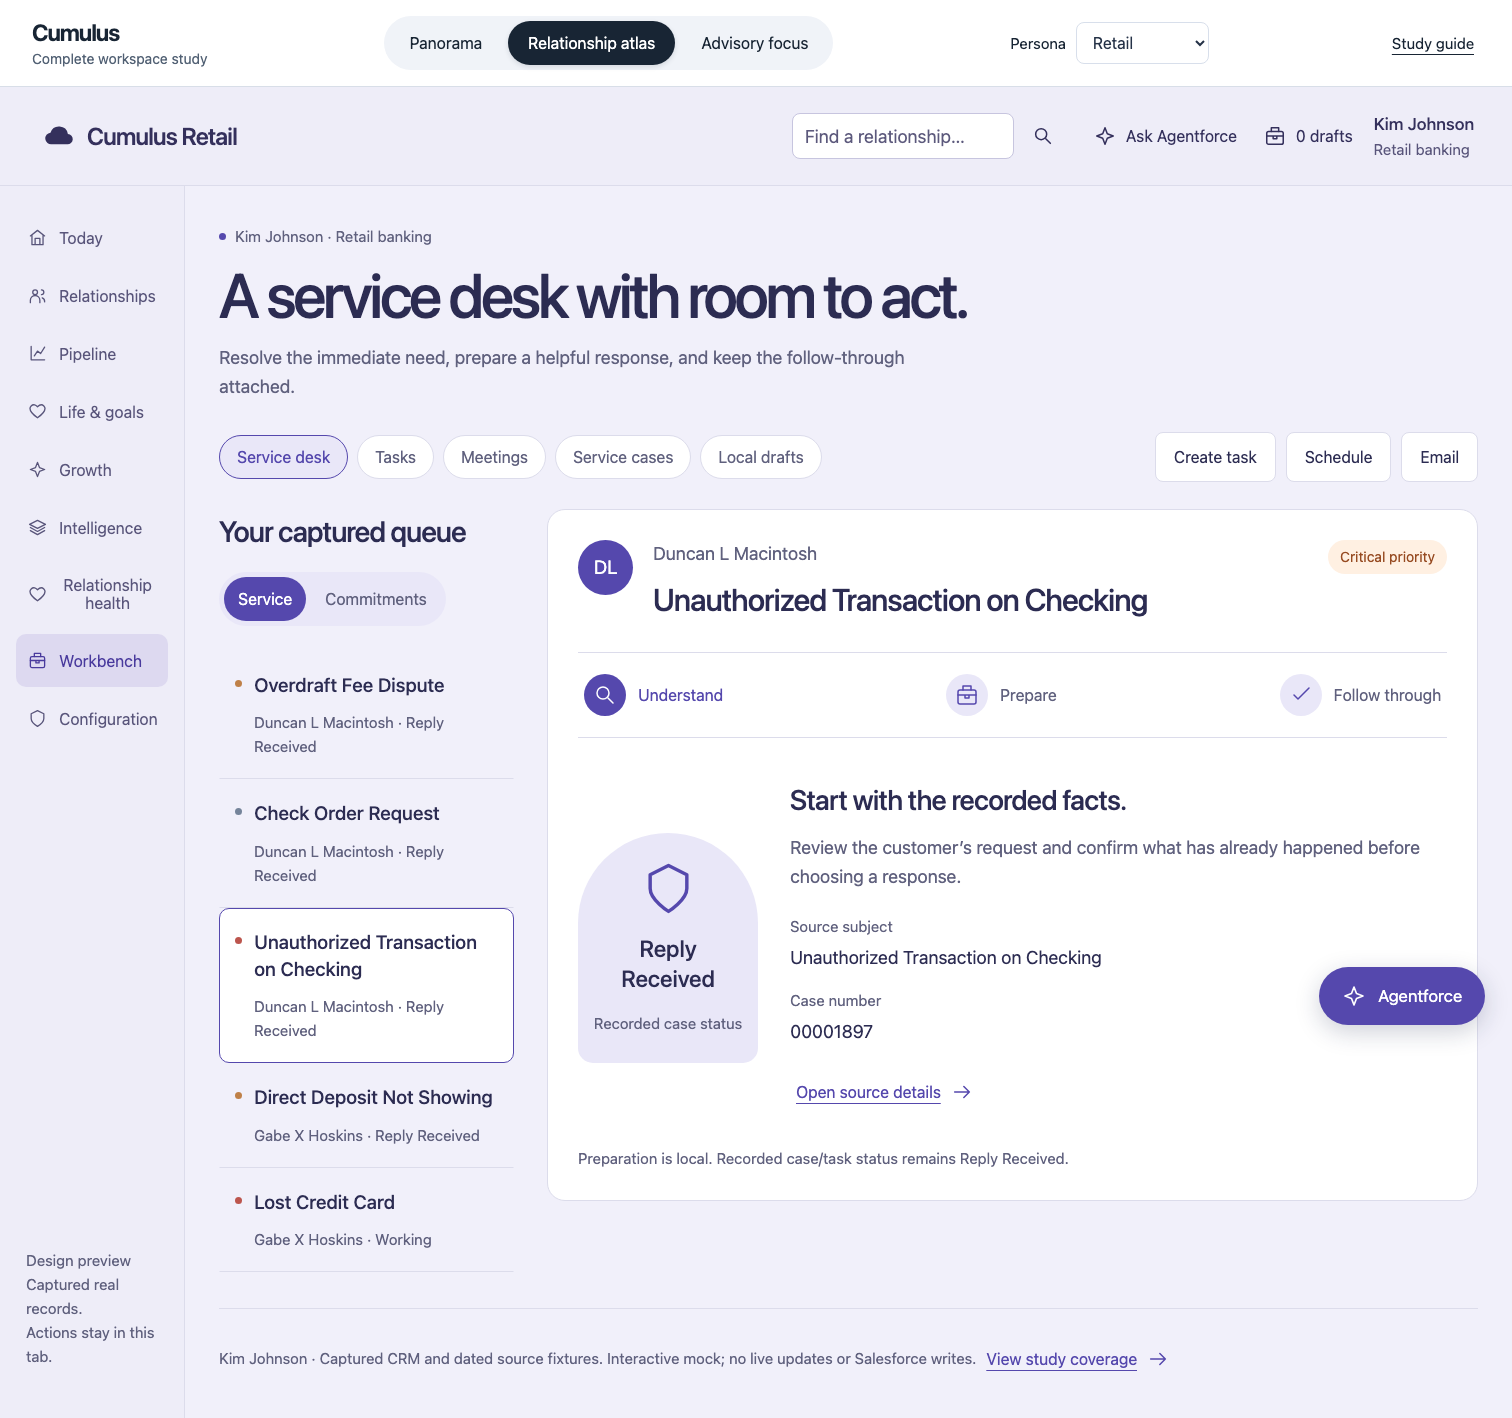 Cumulus
Complete workspace study
Panorama
Relationship atlas
Advisory focus
Persona
Retail
Study guide
Cumulus Retail
Find a relationship...
Ask Agentforce
0 drafts
Kim Johnson
Retail banking
Today
Relationships
Pipeline
Life & goals
Growth
Intelligence
Relationship
health
Workbench
Configuration
Design preview
Captured real
records.
Actions stay in this
tab.
Kim Johnson · Retail banking
A service desk with room to act.
Resolve the immediate need, prepare a helpful response, and keep the follow-through
attached.
Service desk
Tasks
Meetings
Service cases
Local drafts
Create task
Schedule
Email
Your captured queue
Service
Commitments
Overdraft Fee Dispute
Duncan L Macintosh · Reply
Received
Check Order Request
Duncan L Macintosh · Reply
Received
Unauthorized Transaction
on Checking
Duncan L Macintosh · Reply
Received
Direct Deposit Not Showing
Gabe X Hoskins · Reply Received
Lost Credit Card
Gabe X Hoskins · Working
DL
Duncan L Macintosh
Critical priority
Unauthorized Transaction on Checking
Understand
Prepare
Follow through
Reply
Received
Recorded case status
Start with the recorded facts.
Review the customer’s request and confirm what has already happened before
choosing a response.
Source subject
Unauthorized Transaction on Checking
Case number
00001897
Open source details
Agentforce
Preparation is local. Recorded case/task status remains Reply Received.
Kim Johnson · Captured CRM and dated source fixtures. Interactive mock; no live updates or Salesforce writes.
View study coverage